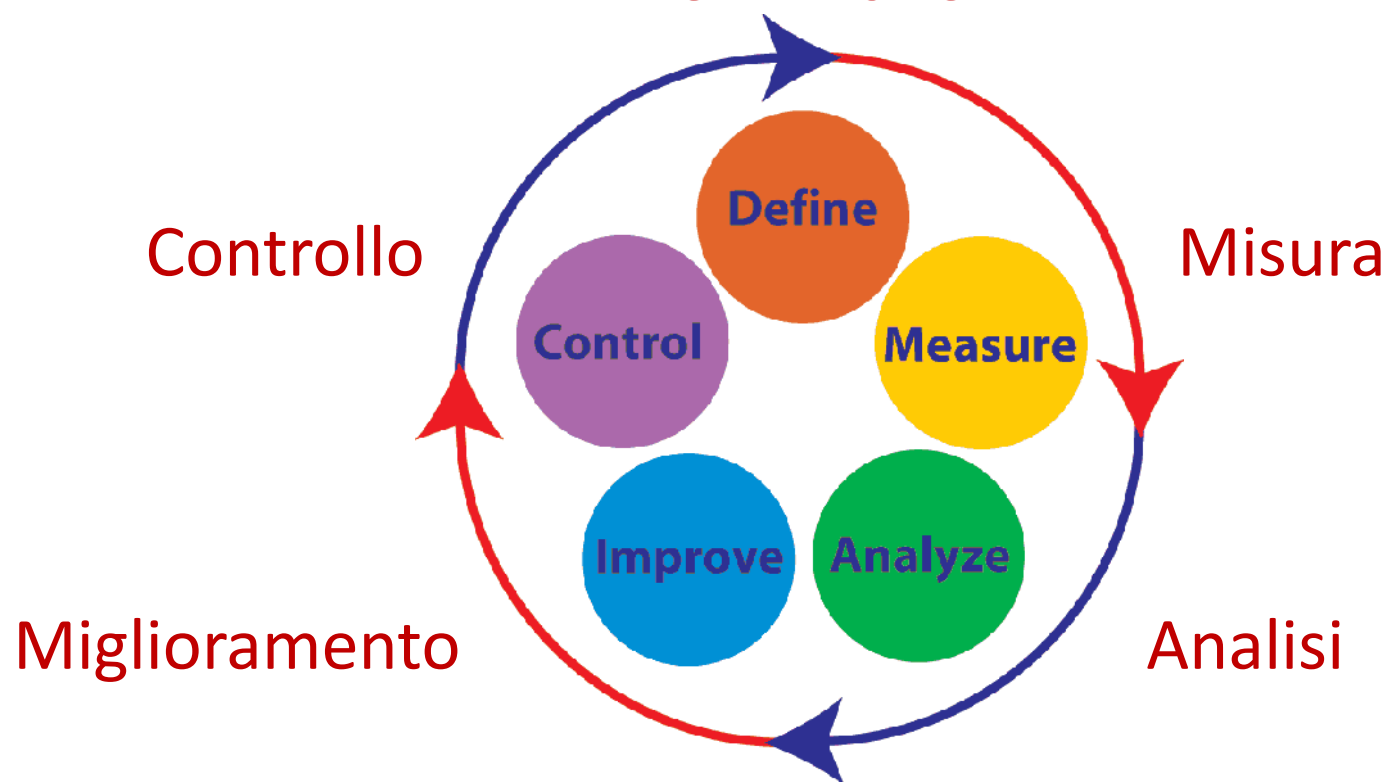 Define
Controllo
Misura
Control
Measure
Improve
Analyze
Miglioramento
Analisi